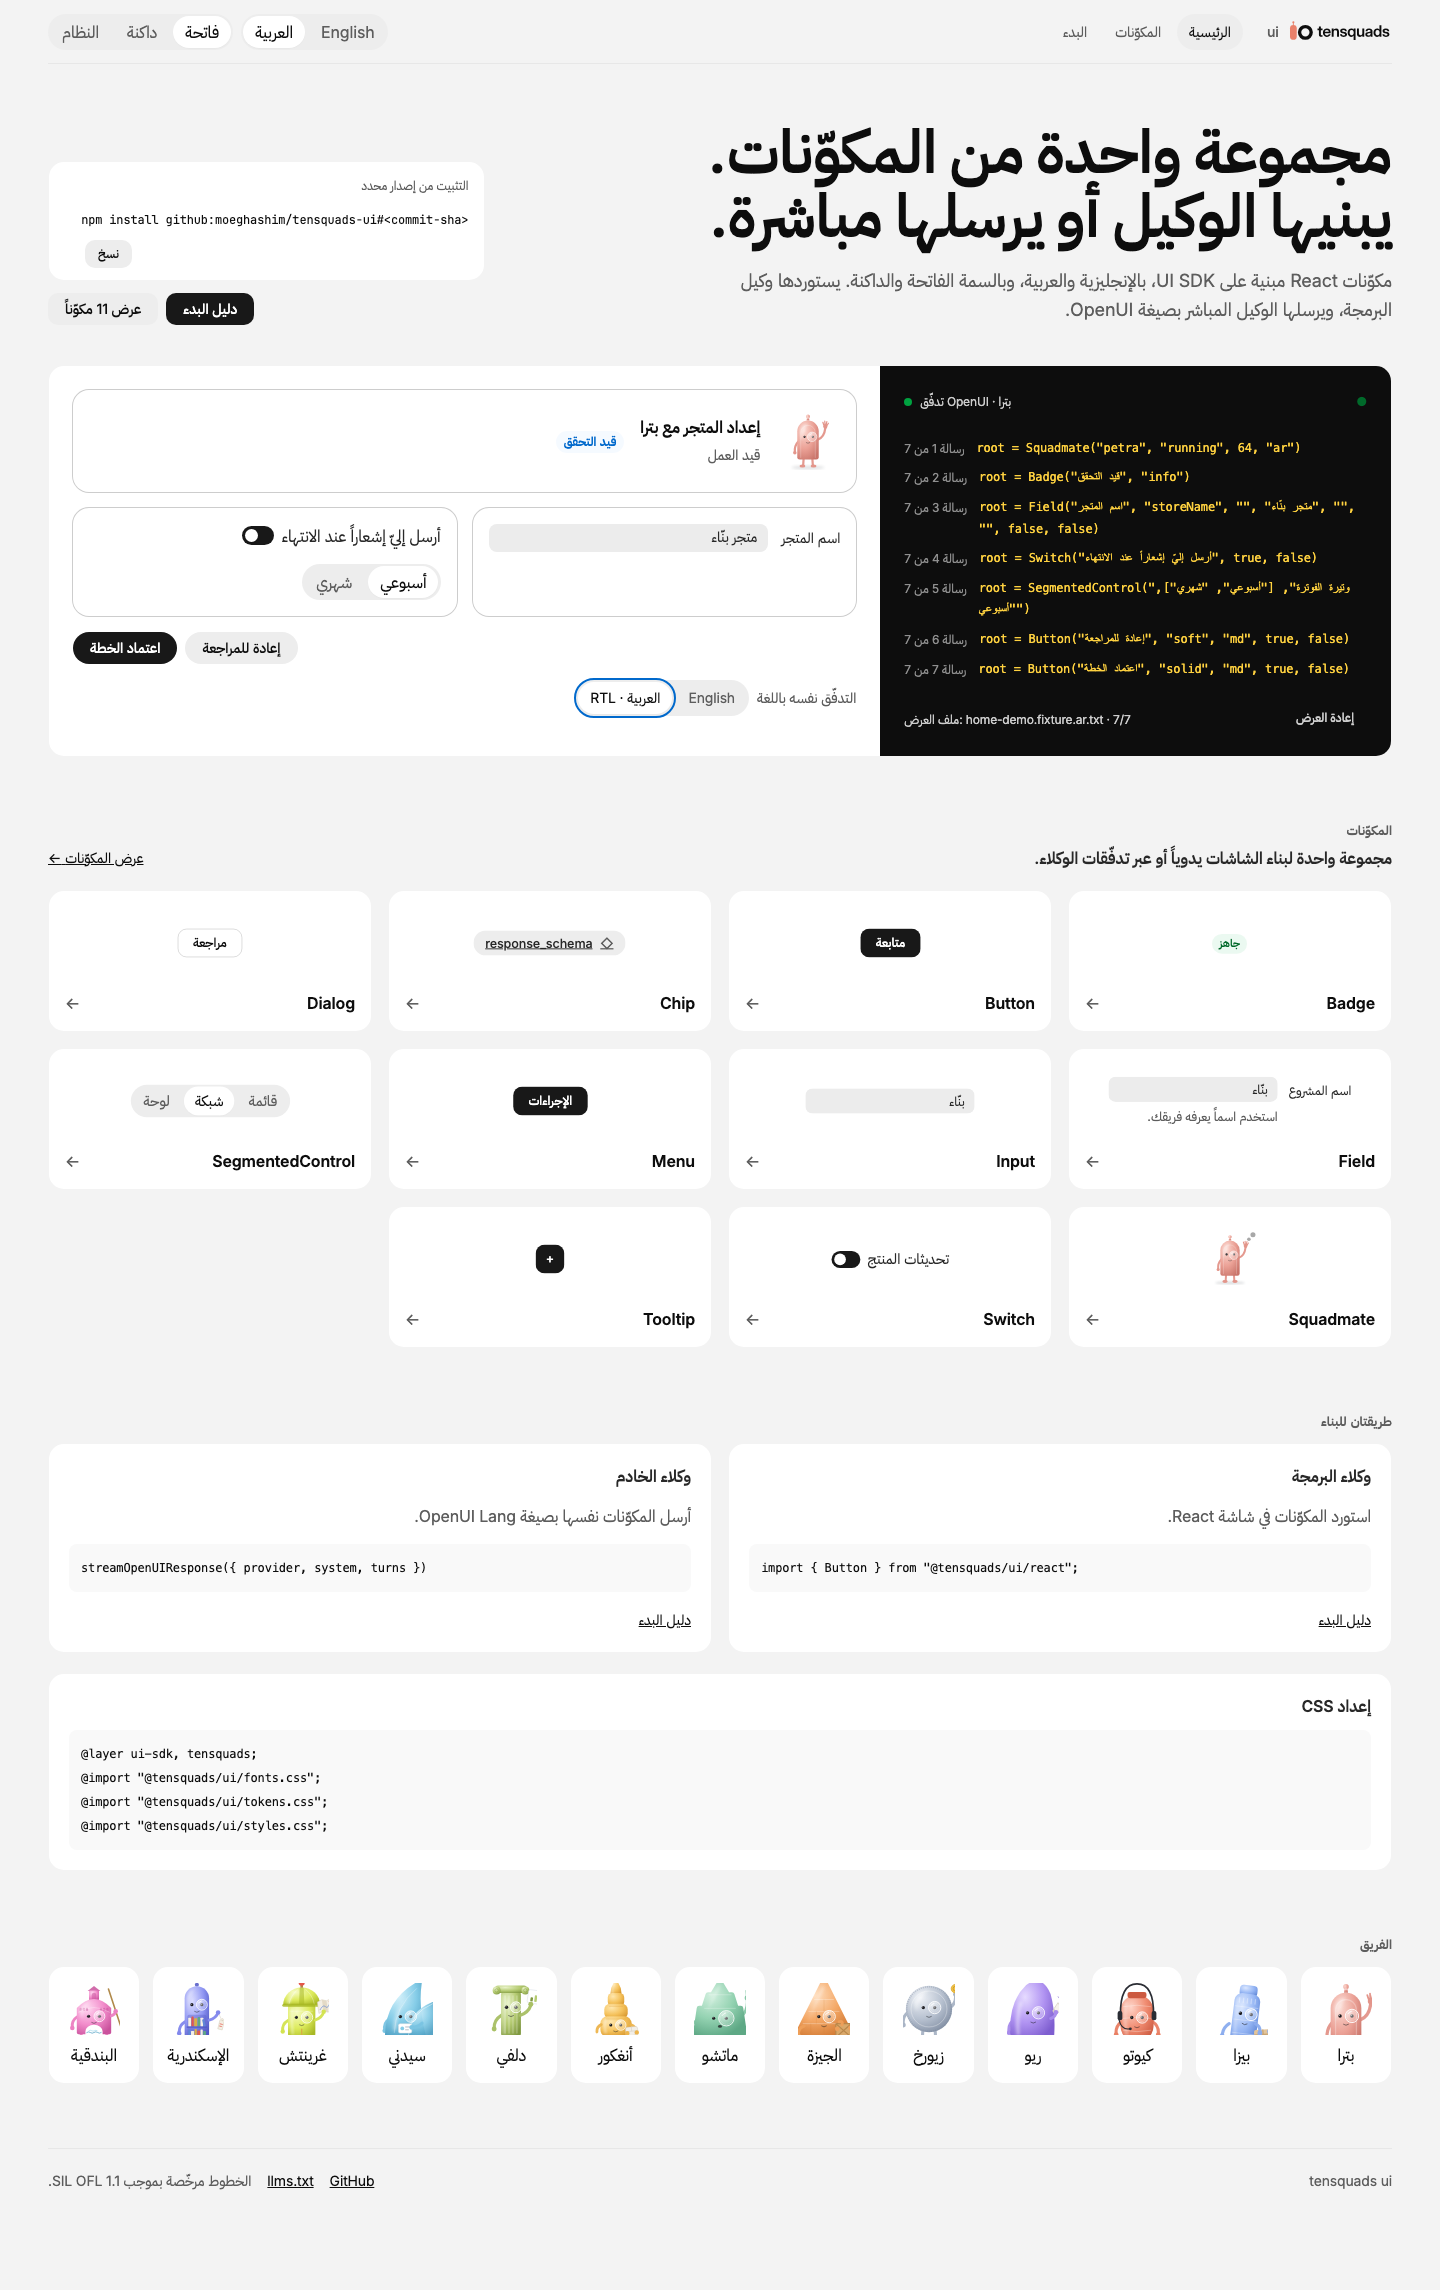 tensquads ui
الرئيسية
المكوّنات
البدء
English
العربية
فاتحة
داكنة
النظام
مجموعة واحدة من المكوّنات.
يبنيها الوكيل أو يرسلها مباشرة.
مكوّنات React مبنية على UI SDK، بالإنجليزية والعربية، وبالسمة الفاتحة والداكنة. يستوردها وكيل
البرمجة، ويرسلها الوكيل المباشر بصيغة OpenUI.
التثبيت من إصدار محدد
npm install github:moeghashim/tensquads-ui#<commit-sha>
نسخ
دليل البدء
عرض 11 مكوّناً
تدفّق OpenUI · بترا
رسالة 1 من 7 root = Squadmate("petra", "running", 64, "ar")
رسالة 2 من 7 root = Badge("قيد التحقق", "info")
رسالة 3 من 7 root = Field("اسم المتجر", "storeName", "", "متجر بنّاء", "",
"", false, false)
رسالة 4 من 7 root = Switch("أرسل إليّ إشعاراً عند الانتهاء", true, false)
رسالة 5 من 7 root = SegmentedControl("وتيرة الفوترة", ["أسبوعي", "شهري"],
"أسبوعي")
رسالة 6 من 7 root = Button("إعادة للمراجعة", "soft", "md", true, false)
رسالة 7 من 7 root = Button("اعتماد الخطة", "solid", "md", true, false)
ملف العرض: home-demo.fixture.ar.txt · 7/7
إعادة العرض
إعداد المتجر مع بترا
قيد العمل
قيد التحقق
اسم المتجر
متجر بنّاء
أرسل إليّ إشعاراً عند الانتهاء
أسبوعي
شهري
إعادة للمراجعة
اعتماد الخطة
التدفّق نفسه باللغة
English
العربية · RTL
المكوّنات
مجموعة واحدة لبناء الشاشات يدوياً أو عبر تدفّقات الوكلاء.
عرض المكوّنات ←
جاهز
Badge ←
متابعة
Button ←
response_schema
Chip ←
مراجعة
Dialog ←
اسم المشروع
بنّاء
استخدم اسماً يعرفه فريقك.
Field ←
بنّاء
Input ←
الإجراءات
Menu ←
قائمة
شبكة
لوحة
SegmentedControl ←
Squadmate ←
تحديثات المنتج
Switch ←
+
Tooltip ←
طريقتان للبناء
وكلاء البرمجة
استورد المكوّنات في شاشة React.
import { Button } from "@tensquads/ui/react";
دليل البدء
وكلاء الخادم
أرسل المكوّنات نفسها بصيغة OpenUI Lang.
streamOpenUIResponse({ provider, system, turns })
دليل البدء
إعداد CSS
@layer ui-sdk, tensquads;
@import "@tensquads/ui/fonts.css";
@import "@tensquads/ui/tokens.css";
@import "@tensquads/ui/styles.css";
الفريق
بترا
بيزا
كيوتو
ريو
زيورخ
الجيزة
ماتشو
أنغكور
دلفي
سيدني
غرينتش
الإسكندرية
البندقية
tensquads ui
GitHub
llms.txt
الخطوط مرخّصة بموجب SIL OFL 1.1.